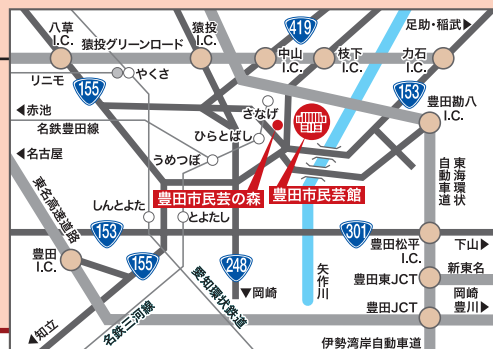 八草
I.C.
猿投グリーンロード
猿投
I.C.
419
中山
I.C.
枝下
I.C.
力石
I.C.
足助・稲武▶
リニモ
やくさ
155
153
◀赤池
名鉄豊田線
さなげ
豊田勘八
I.C.
ひらとばし
◀名古屋
うめつぼ
東海環状
自動車道
東名高速道路
豊田市民芸の森
豊田市民芸館
しんとよた
とよたし
153
301
豊田松平
I.C.
下山▶
豊田
I.C.
155
248
矢作川
豊田東JCT
新東名
▼岡崎
愛知環状鉄道
岡崎
豊川▶
豊田JCT
◀知立
名鉄三河線
伊勢湾岸自動車道